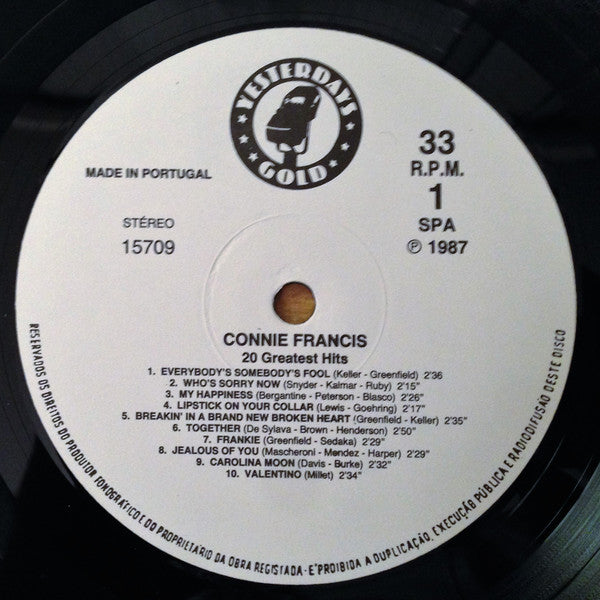 YESTERDAYS
GOLD
MADE IN PORTUGAL
STÉREO
15709
33
R.P.M.
1
SPA
℗ 1987
CONNIE FRANCIS
20 Greatest Hits
1. EVERYBODY'S SOMEBODY'S FOOL (Keller - Greenfield) 2'36
2. WHO'S SORRY NOW (Snyder - Kalmar - Ruby) 2'15"
3. MY HAPPINESS (Bergantine - Peterson - Blasco) 2'26"
4. LIPSTICK ON YOUR COLLAR (Lewis - Goehring) 2'17"
5. BREAKIN' IN A BRAND NEW BROKEN HEART (Greenfield - Keller) 2'35"
6. TOGETHER (De Sylava - Brown - Henderson) 2'50"
7. FRANKIE (Greenfield - Sedaka) 2'29"
8. JEALOUS OF YOU (Mascheroni - Mendez - Harper) 2'29"
9. CAROLINA MOON (Davis - Burke) 2'32"
10. VALENTINO (Millet) 2'34"
RESERVADOS OS DIREITOS DO PRODUTOR FONOGRÁFICO E DO PROPRIETÁRIO DA OBRA REGISTADA - É PROIBIDA A DUPLICAÇÃO, EXECUÇÃO PÚBLICA E RADIODIFUSÃO DESTE DISCO